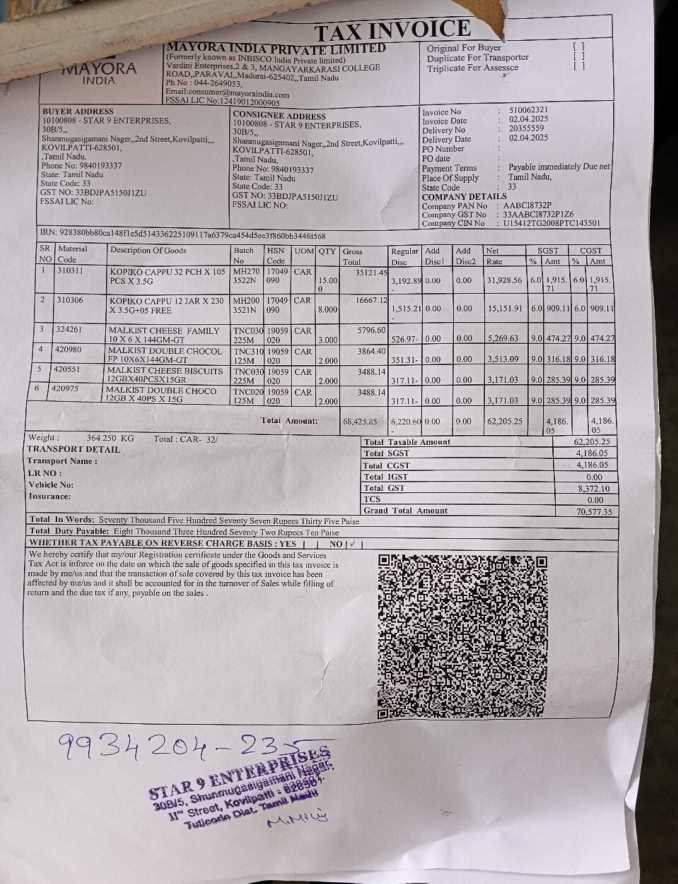 TAX INVOICE
MAYORA
INDIA
MAYORA INDIA PRIVATE LIMITED
(Formerly known as INBISCO India Private Limited)
Vardini Enterprises,2 & 3, MANGAYARKARASI COLLEGE
ROAD,,PARAVAI,Madurai-625402,,Tamil Nadu
Ph No : 044-2649053,
Email:consumer@mayoraindia.com
FSSAI LIC No:12419012000905
Original For Buyer [ ]
Duplicate For Transporter [ ]
Triplicate For Assessee [ ]
BUYER ADDRESS
10100808 - STAR 9 ENTERPRISES,
30B/5,,
Shanmugasigamani Nager,,2nd Street,Kovilpatti,,,
KOVILPATTI-628501,
,Tamil Nadu,
Phone No: 9840193337
State: Tamil Nadu
State Code: 33
GST NO: 33BDJPA5150J1ZU
FSSAI LIC NO:
CONSIGNEE ADDRESS
10100808 - STAR 9 ENTERPRISES,
30B/5,,
Shanmugasigamani Nager,,2nd Street,Kovilpatti,,,
KOVILPATTI-628501,
,Tamil Nadu,
Phone No: 9840193337
State: Tamil Nadu
State Code: 33
GST NO: 33BDJPA5150J1ZU
FSSAI LIC NO:
Invoice No : 510062321
Invoice Date : 02.04.2025
Delivery No : 20355559
Delivery Date : 02.04.2025
PO Number :
PO date :
Payment Terms : Payable immediately Due net
Place Of Supply : Tamil Nadu,
State Code : 33
COMPANY DETAILS
Company PAN No : AABCI8732P
Company GST No : 33AABCI8732P1Z6
Company CIN No : U15412TG2008PTC143501
IRN:
SR NO Material Code Description Of Goods Batch No HSN Code UOM QTY Gross Total Regular Disc Add Disc1 Add Disc2 Net Rate SGST % Amt CGST % Amt
1 310311 KOPIKO CAPPU 32 PCH X 105 PCS X 3.5G MH270 3522N 17049 090 CAR 15.00 0 35121.45 3,192.89- 0.00 0.00 31,928.56 6.0 1,915.71 6.0 1,915.71
2 310306 KOPIKO CAPPU 12 JAR X 230 X 3.5G+05 FREE MH200 3521N 17049 090 CAR 8.000 16667.12 1,515.21- 0.00 0.00 15,151.91 6.0 909.11 6.0 909.11
3 324261 MALKIST CHEESE FAMILY 10 X 6 X 144GM-GT TNC030 225M 19059 020 CAR 3.000 5796.60 526.97- 0.00 0.00 5,269.63 9.0 474.27 9.0 474.27
4 420980 MALKIST DOUBLE CHOCOL FP 10X6X144GM-GT TNC310 125M 19059 020 CAR 2.000 3864.40 351.31- 0.00 0.00 3,513.09 9.0 316.18 9.0 316.18
5 420551 MALKIST CHEESE BISCUITS 12GBX40PCSX15GR TNC030 225M 19059 020 CAR 2.000 3488.14 317.11- 0.00 0.00 3,171.03 9.0 285.39 9.0 285.39
6 420975 MALKIST DOUBLE CHOCO 12GB X 40PS X 15G TNC020 125M 19059 020 CAR 2.000 3488.14 317.11- 0.00 0.00 3,171.03 9.0 285.39 9.0 285.39
Total Amount: 68,425.85 6,220.60- 0.00 0.00 62,205.25 4,186.05 4,186.05
Weight : 364.250 KG Total : CAR- 32/
TRANSPORT DETAIL
Transport Name :
LR NO :
Vehicle No:
Insurance:
Total Taxable Amount 62,205.25
Total SGST 4,186.05
Total CGST 4,186.05
Total IGST 0.00
Total GST 8,372.10
TCS 0.00
Grand Total Amount 70,577.35
Total In Words: Seventy Thousand Five Hundred Seventy Seven Rupees Thirty Five Paise
Total Duty Payable: Eight Thousand Three Hundred Seventy Two Rupees Ten Paise
WHETHER TAX PAYABLE ON REVERSE CHARGE BASIS : YES [ ] NO [✓]
We hereby certify that my/our Registration certificate under the Goods and Services
Tax Act is inforce on the date on which the sale of goods specified in this tax invoice is
made by me/us and that the transaction of sale covered by this tax invoice has been
affected by me/us and it shall be accounted for in the turnover of Sales while filling of
return and the due tax if any, payable on the sales .
9934204-235
STAR 9 ENTERPRISES
30B/5, Shunmugasigamani Nagar,
IInd Street, Kovilpatti - 628501.
Tuticorin Dist. Tamil Nadu